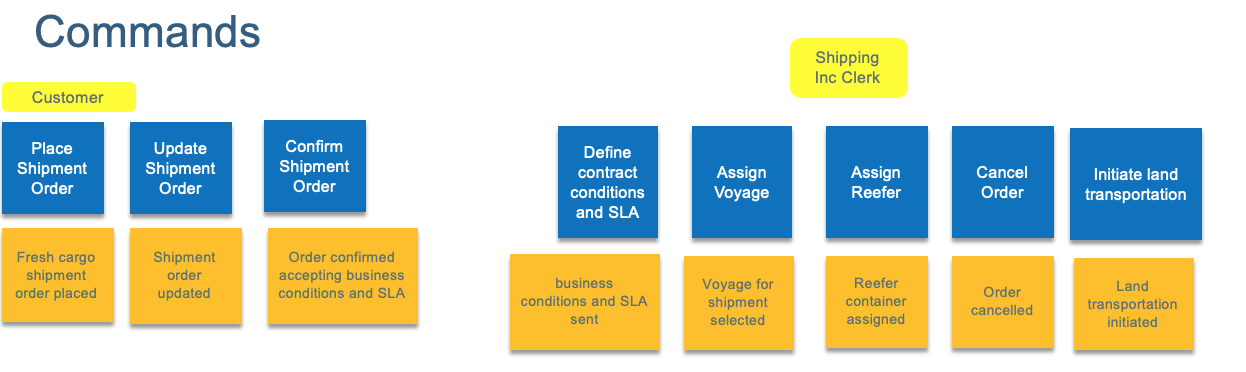 Commands
Customer
Shipping
Inc Clerk
Place
Shipment
Order
Update
Shipment
Order
Confirm
Shipment
Order
Define
contract
conditions
and SLA
Assign
Voyage
Assign
Reefer
Cancel
Order
Initiate land
transportation
Fresh cargo
shipment
order placed
Shipment
order
updated
Order confirmed
accepting business
conditions and SLA
business
conditions and SLA
sent
Voyage for
shipment
selected
Reefer
container
assigned
Order
cancelled
Land
transportation
initiated